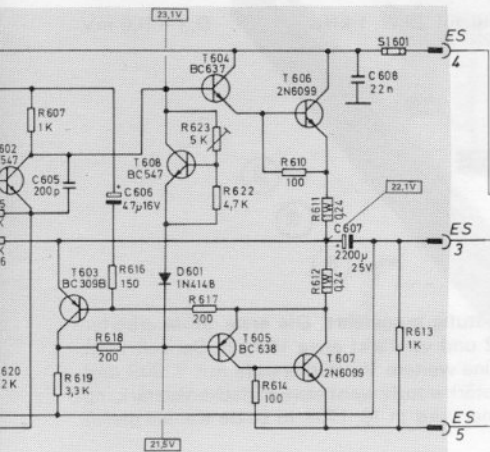 23,1V
T604
BC637
SI601
ES
4
C608
22n
T606
2N6099
R607
1K
R623
5K
T608
BC547
602
547
C605
200p
C606
47µ16V
R622
4,7K
R610
100
R611
1W
0,24
22,1V
C607
2200µ
25V
ES
3
R612
1W
0,24
T603
BC309B
R616
150
D601
1N4148
R617
200
R618
200
T605
BC638
T607
2N6099
R613
1K
620
2K
R619
3,3K
R614
100
21,5V
ES
5